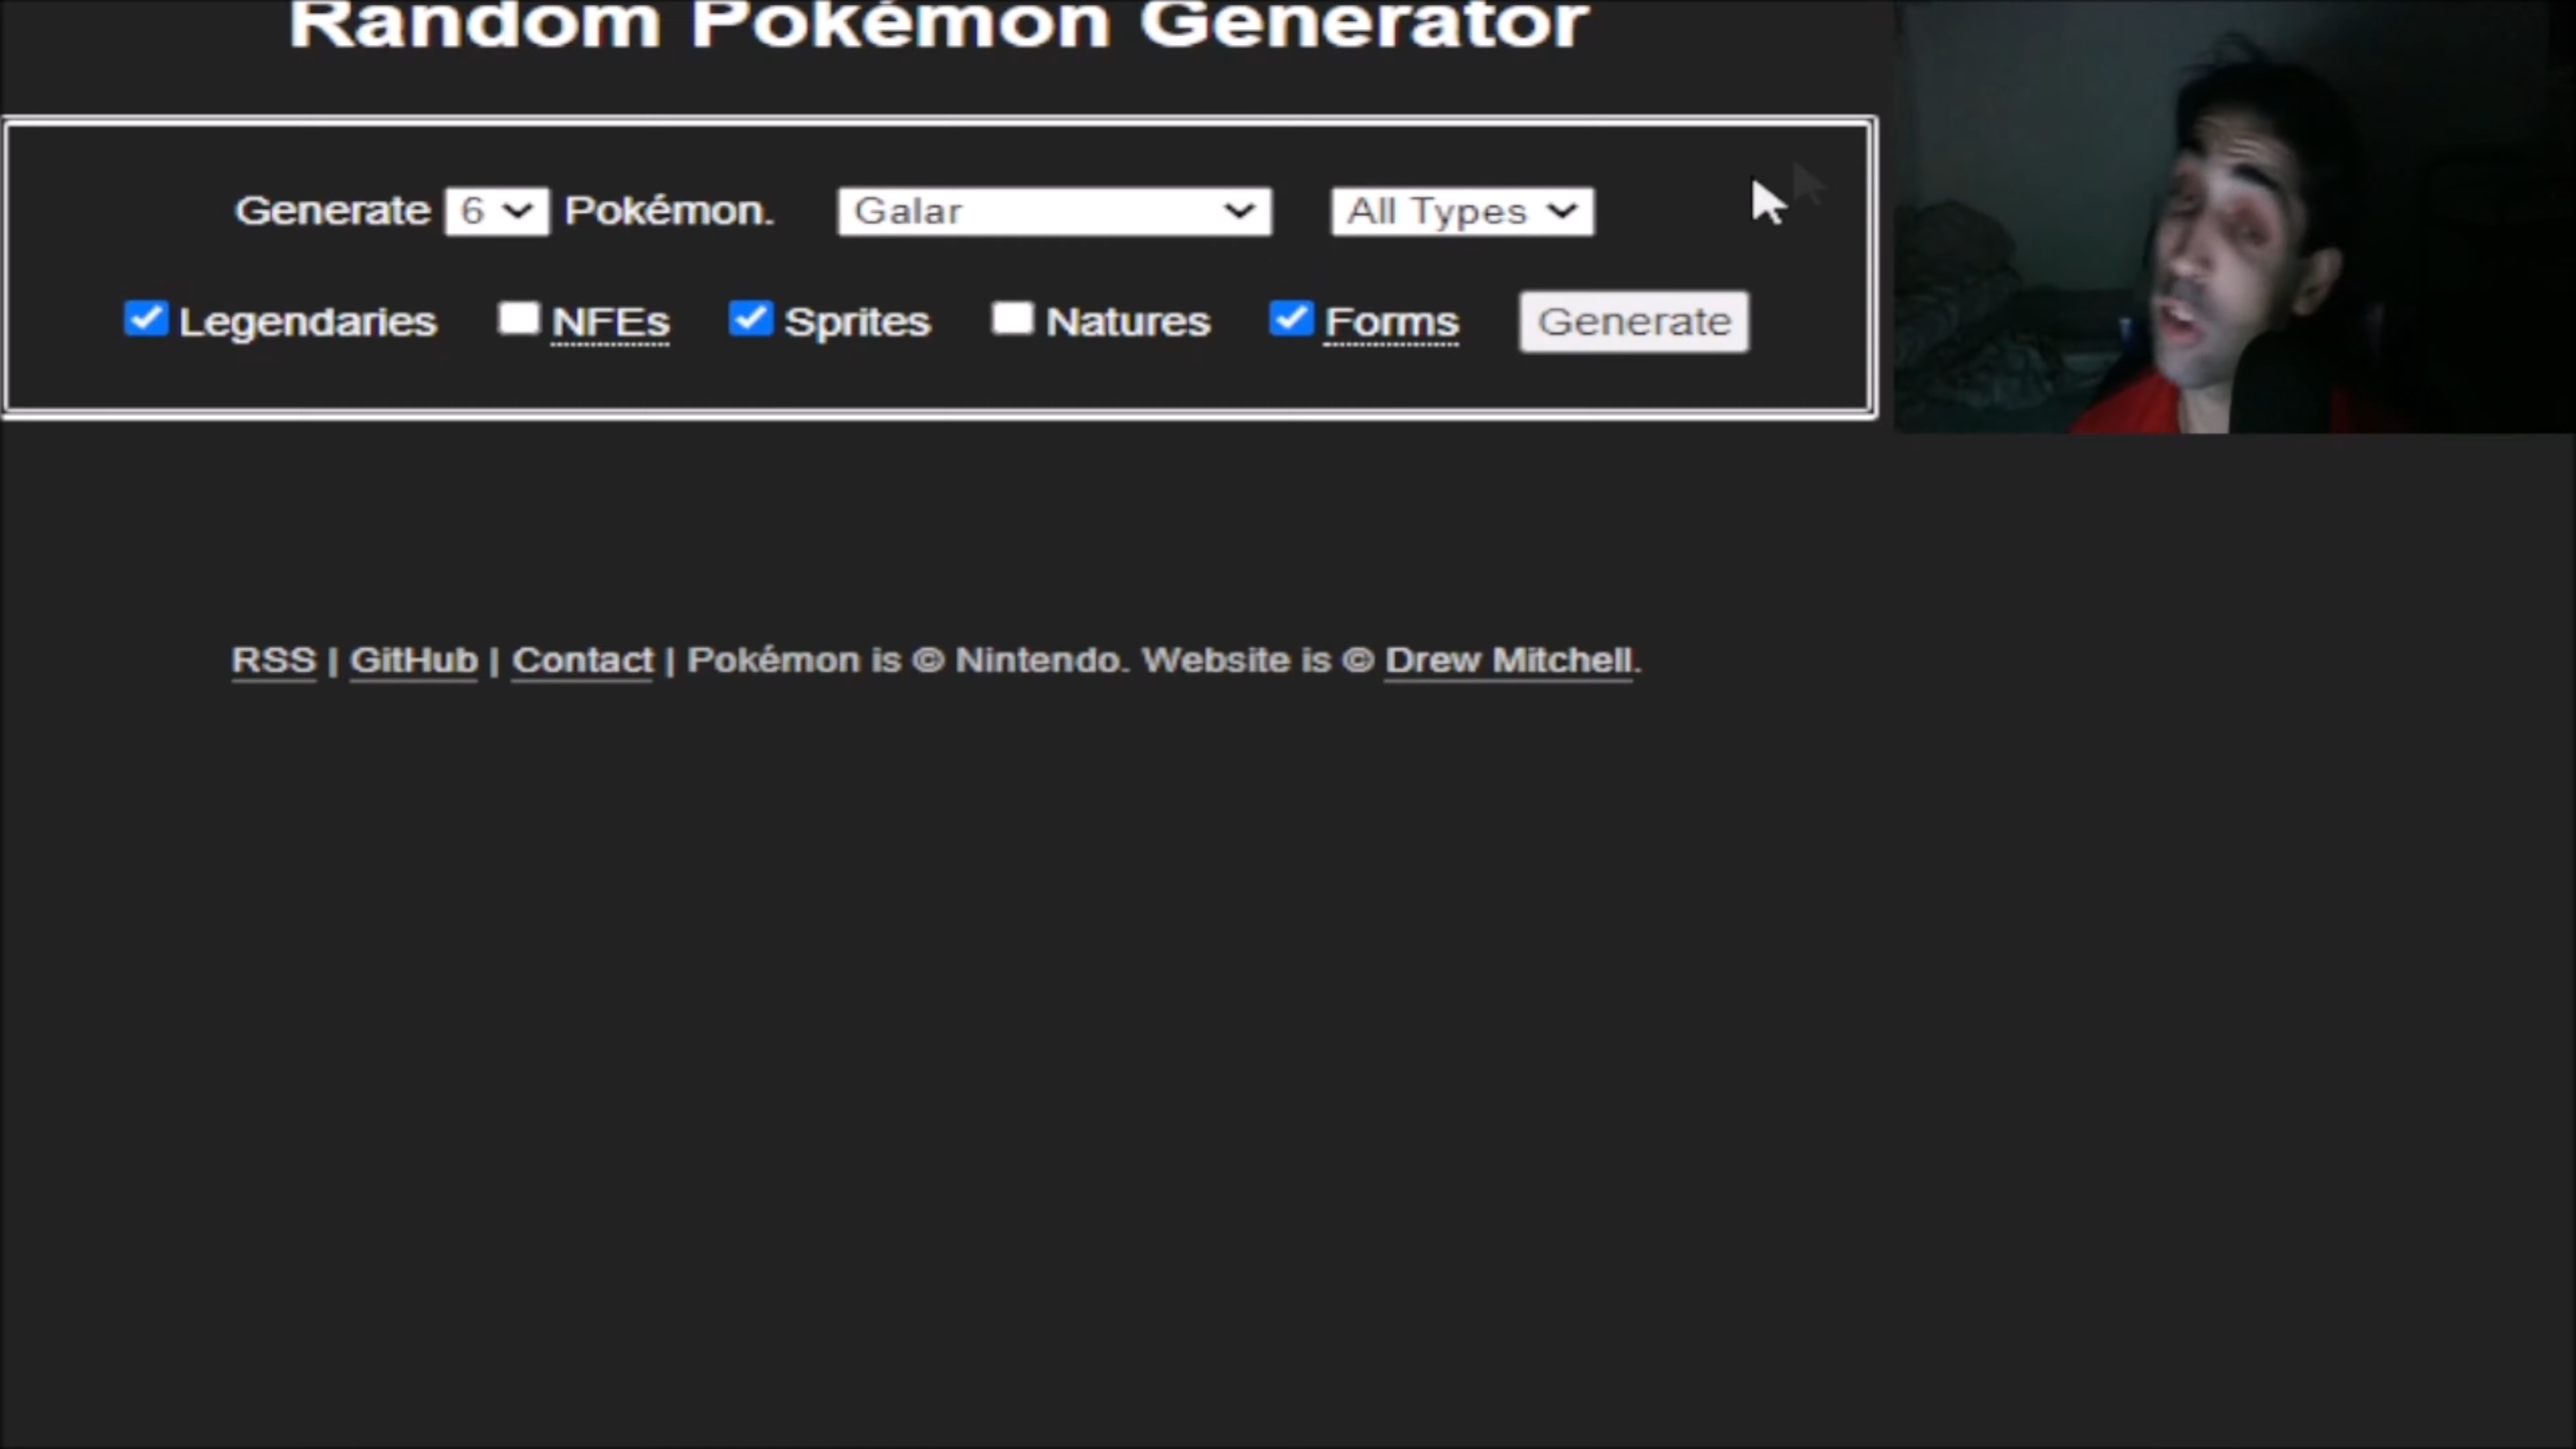 Random Pokémon Generator
Generate 6 Pokémon. Galar All Types
Legendaries NFEs Sprites Natures Forms Generate
RSS | GitHub | Contact | Pokémon is © Nintendo. Website is © Drew Mitchell.